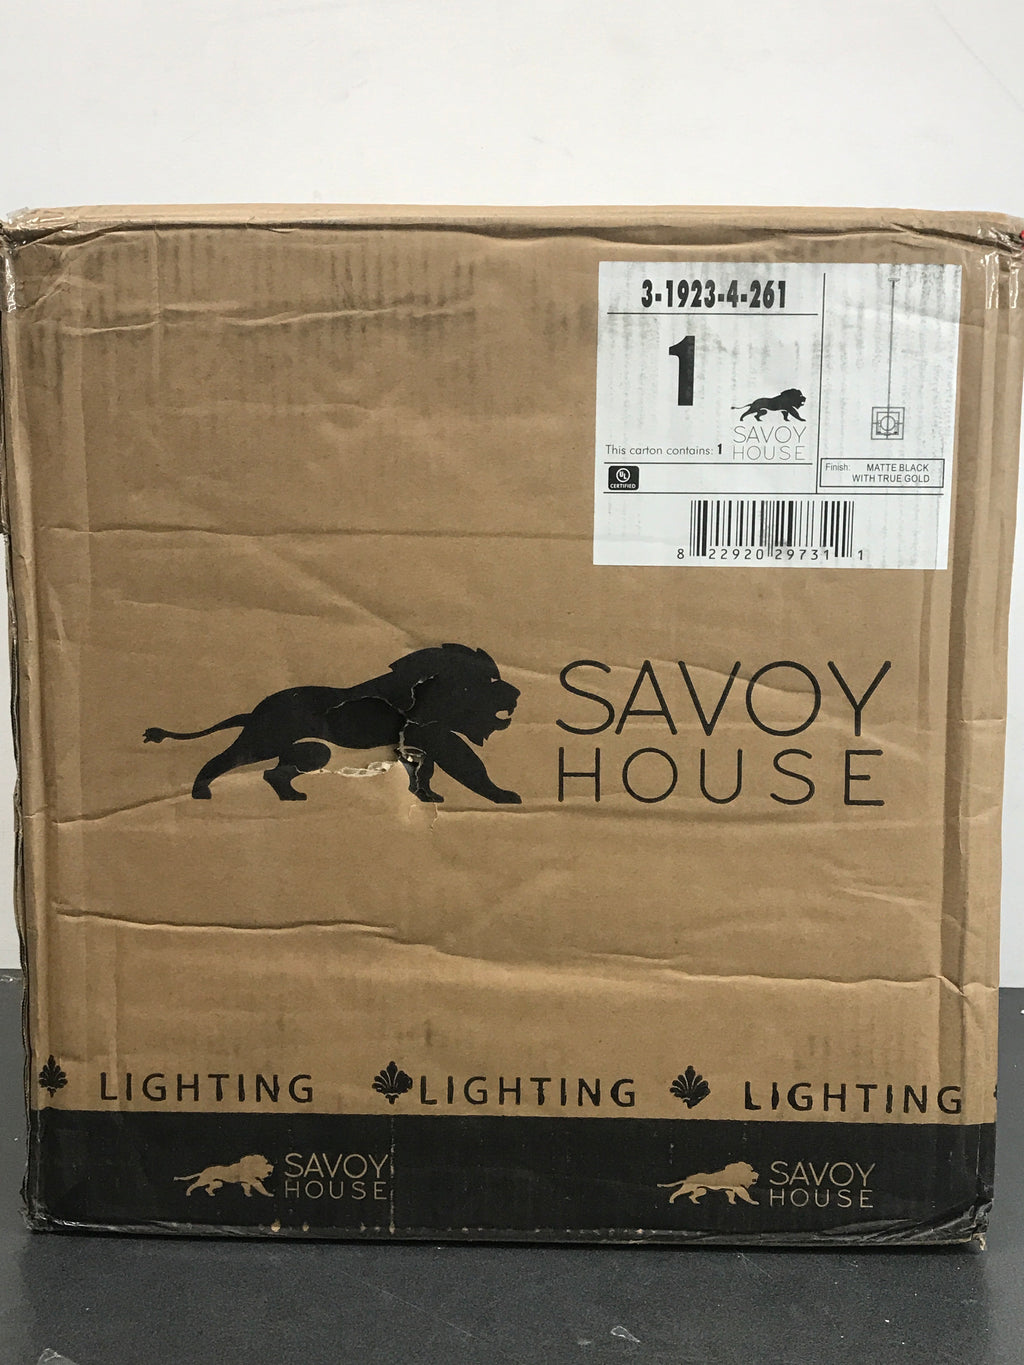 3-1923-4-261
1
This carton contains: 1
SAVOY
HOUSE
UL
CERTIFIED
Finish: MATTE BLACK
WITH TRUE GOLD
8 22920 29731 1
SAVOY
HOUSE
LIGHTING LIGHTING LIGHTING
SAVOY
HOUSE
SAVOY
HOUSE